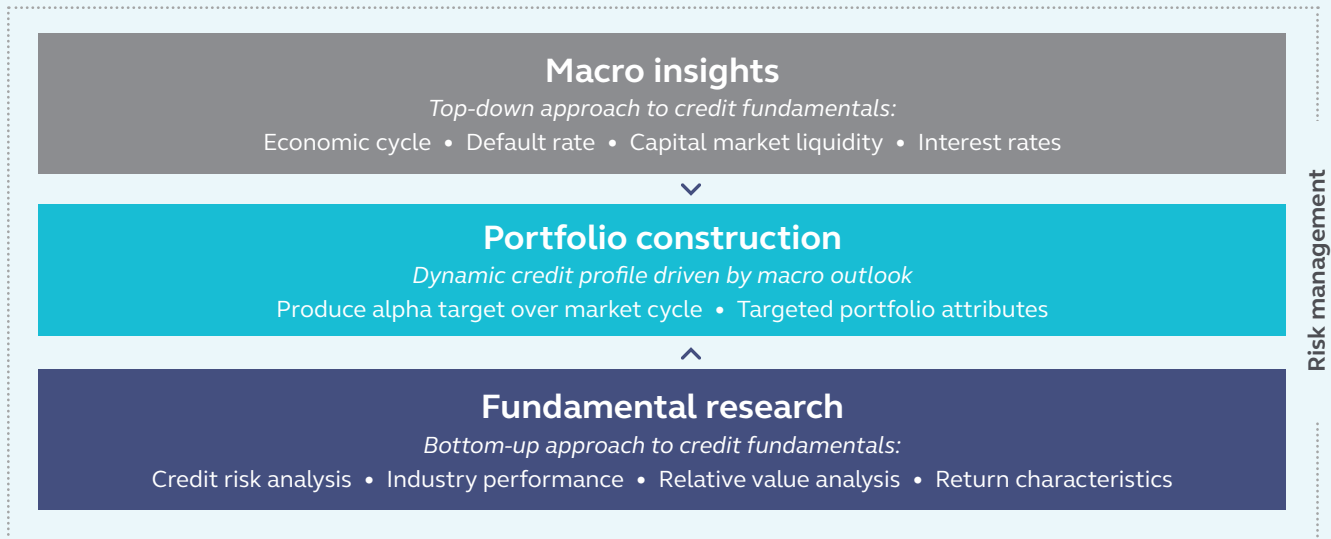 Macro insights
Top-down approach to credit fundamentals:
Economic cycle • Default rate • Capital market liquidity • Interest rates
Portfolio construction
Dynamic credit profile driven by macro outlook
Produce alpha target over market cycle • Targeted portfolio attributes
Fundamental research
Bottom-up approach to credit fundamentals:
Credit risk analysis • Industry performance • Relative value analysis • Return characteristics
Risk management